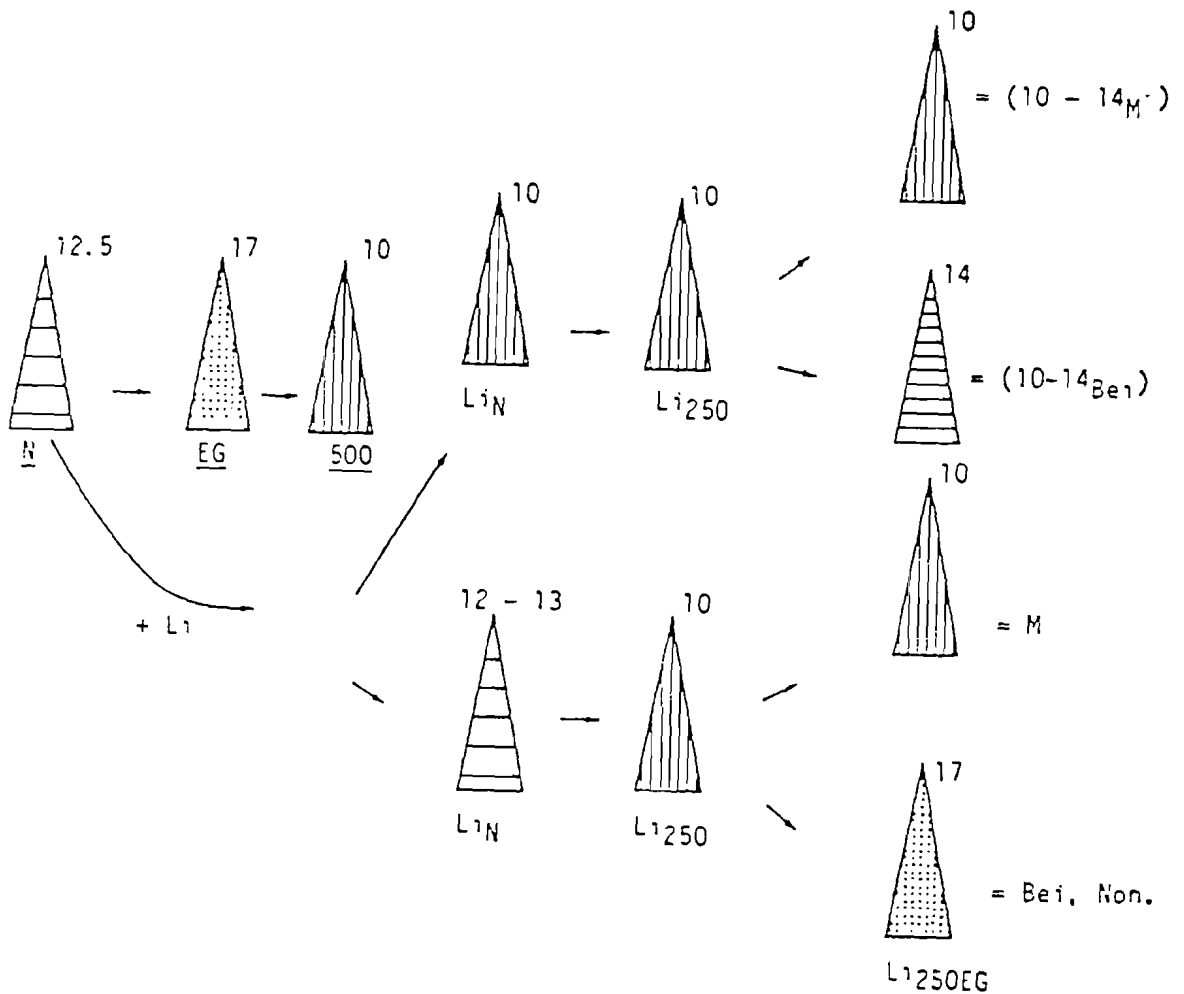 10
= (10 - 14M-)
10
10
12.5
17
10
14
= (10-14Bei)
LiN
Li250
N
EG
500
10
12 - 13
10
+ Li
= M
17
LiN
Li250
= Bei, Non.
Li250EG